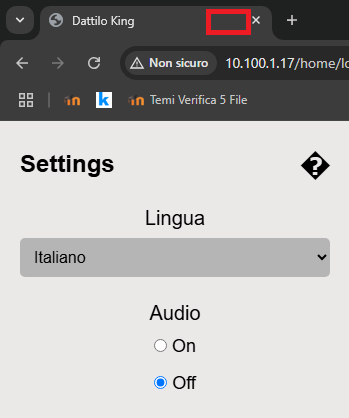 Dattilo King
Non sicuro 10.100.1.17/home/lo
Temi Verifica 5 File
Settings
Lingua
Italiano
Audio
On
Off